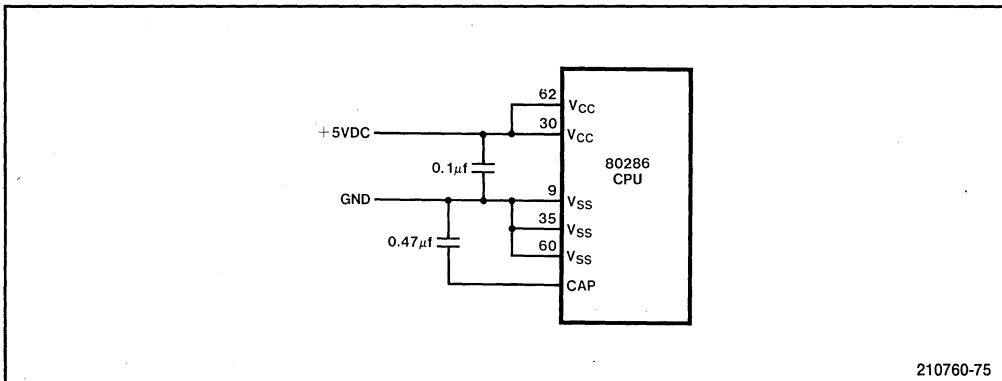 62 VCC
+5VDC 30 VCC
80286
CPU
0.1μf
GND 9 VSS
35 VSS
0.47μf
60 VSS
CAP
210760-75